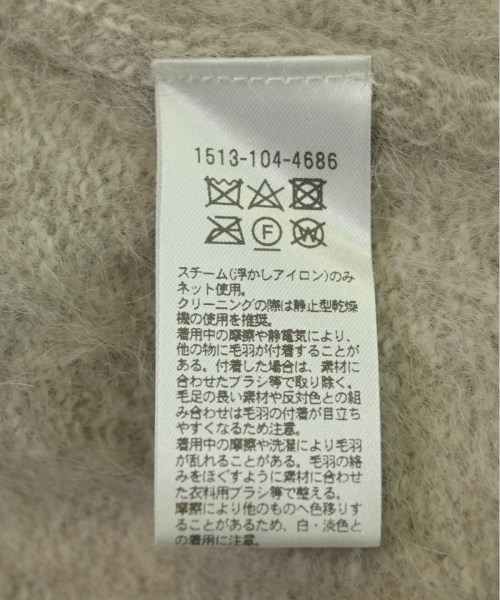 1513-104-4686
F
W
スチーム(浮かしアイロン)のみ
ネット使用。
クリーニングの際は静止型乾燥
機の使用を推奨。
着用中の摩擦や静電気により、
他の物に毛羽が付着することが
ある。付着した場合は、素材に
合わせたブラシ等で取り除く。
毛足の長い素材や反対色との組
み合わせは毛羽の付着が目立ち
やすくなるため注意。
着用中の摩擦や洗濯により毛羽
が乱れることがある。毛羽の絡
みをほぐすように素材に合わせ
た衣料用ブラシ等で整える。
摩擦により他のものへ色移りす
ることがあるため、白・淡色と
の着用に注意。